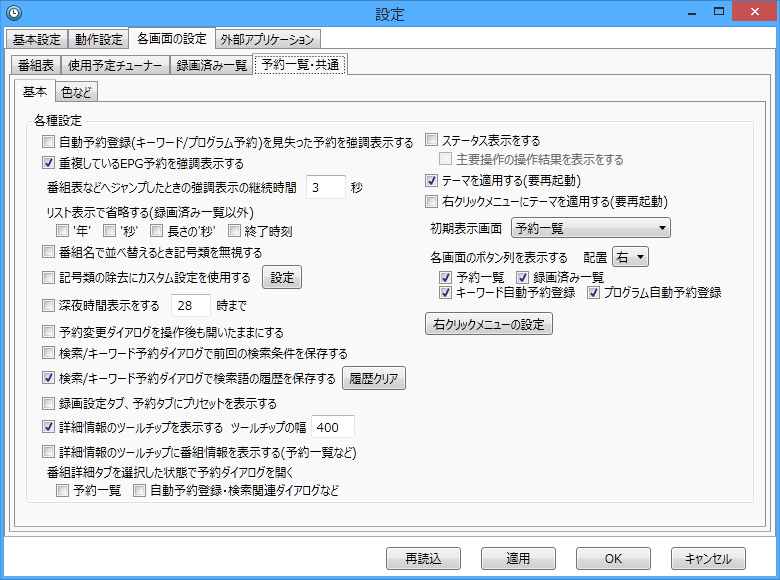 設定
基本設定 動作設定 各画面の設定 外部アプリケーション
番組表 使用予定チューナー 録画済み一覧 予約一覧・共通
基本 色など
各種設定
自動予約登録(キーワード/プログラム予約)を見失った予約を強調表示する
重複しているEPG予約を強調表示する
番組表などへジャンプしたときの強調表示の継続時間 3 秒
リスト表示で省略する(録画済み一覧以外)
'年' '秒' 長さの'秒' 終了時刻
番組名で並べ替えるとき記号類を無視する
記号類の除去にカスタム設定を使用する 設定
深夜時間表示をする 28 時まで
予約変更ダイアログを操作後も開いたままにする
検索/キーワード予約ダイアログで前回の検索条件を保存する
検索/キーワード予約ダイアログで検索語の履歴を保存する 履歴クリア
録画設定タブ、予約タブにプリセットを表示する
詳細情報のツールチップを表示する ツールチップの幅 400
詳細情報のツールチップに番組情報を表示する(予約一覧など)
番組詳細タブを選択した状態で予約ダイアログを開く
予約一覧 自動予約登録・検索関連ダイアログなど
ステータス表示をする
主要操作の操作結果を表示をする
テーマを適用する(要再起動)
右クリックメニューにテーマを適用する(要再起動)
初期表示画面 予約一覧
各画面のボタン列を表示する 配置 右
予約一覧 録画済み一覧
キーワード自動予約登録 プログラム自動予約登録
右クリックメニューの設定
再読込 適用 OK キャンセル